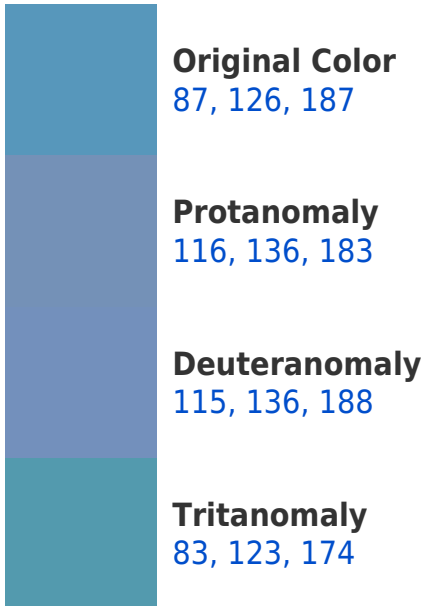 Original Color
87, 126, 187
Protanomaly
116, 136, 183
Deuteranomaly
115, 136, 188
Tritanomaly
83, 123, 174